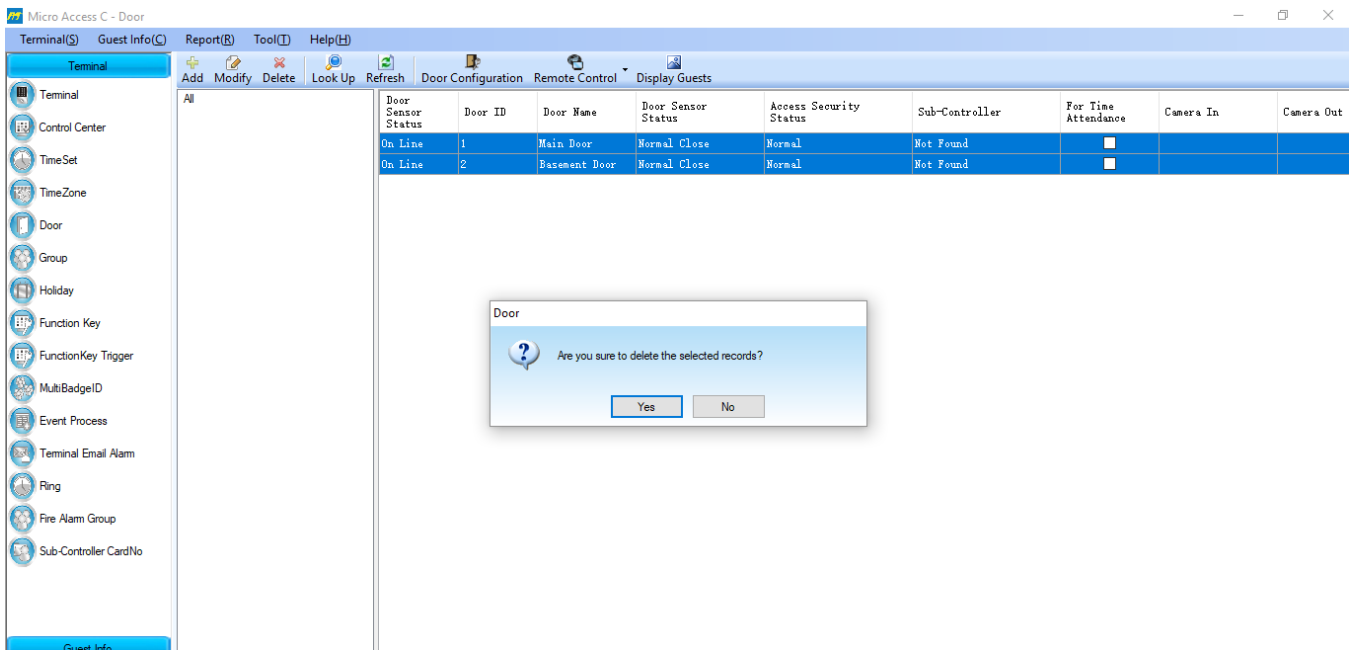 Micro Access C - Door
Terminal(S) Guest Info(C) Report(R) Tool(T) Help(H)
Terminal
Add Modify Delete Look Up Refresh Door Configuration Remote Control Display Guests
Terminal
Control Center
TimeSet
TimeZone
Door
Group
Holiday
Function Key
FunctionKey Trigger
MultiBadgeID
Event Process
Terminal Email Alarm
Ring
Fire Alarm Group
Sub-Controller CardNo
Guest Info
All
Door Sensor Status Door ID Door Name Door Sensor Status Access Security Status Sub-Controller For Time Attendance Camera In Camera Out
On Line 1 Main Door Normal Close Normal Not Found
On Line 2 Basement Door Normal Close Normal Not Found
Door
Are you sure to delete the selected records?
Yes No